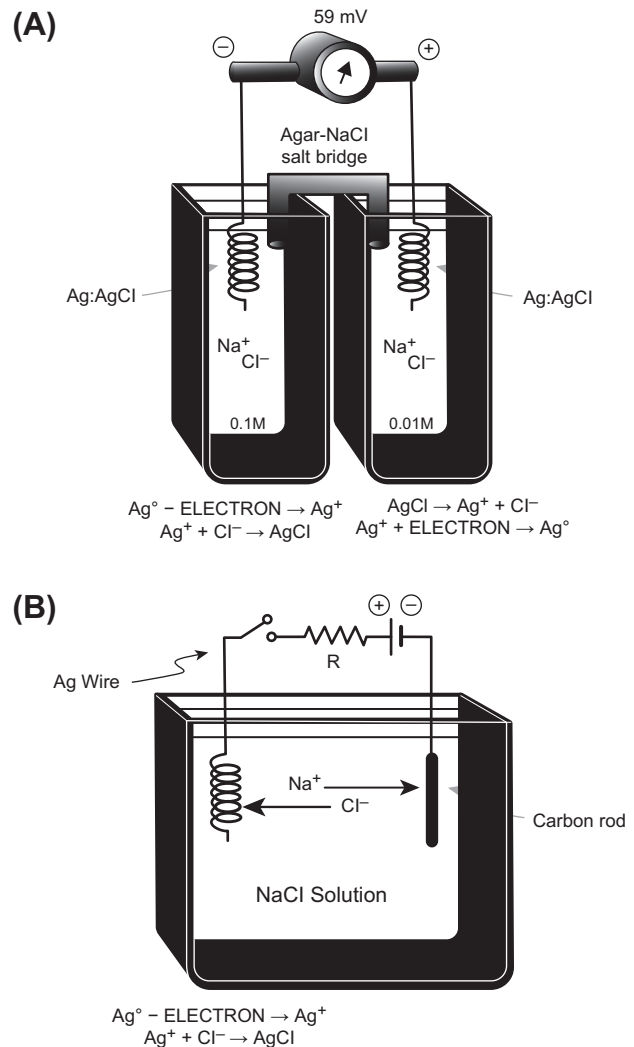 (A)
59 mV
− +
Agar-NaCl
salt bridge
Ag:AgCl
Ag:AgCl
Na⁺
Cl⁻
Na⁺
Cl⁻
0.1M
0.01M
Ag° − ELECTRON → Ag⁺
Ag⁺ + Cl⁻ → AgCl
AgCl → Ag⁺ + Cl⁻
Ag⁺ + ELECTRON → Ag°
(B)
+ −
R
Ag Wire
Na⁺
Cl⁻
Carbon rod
NaCl Solution
Ag° − ELECTRON → Ag⁺
Ag⁺ + Cl⁻ → AgCl